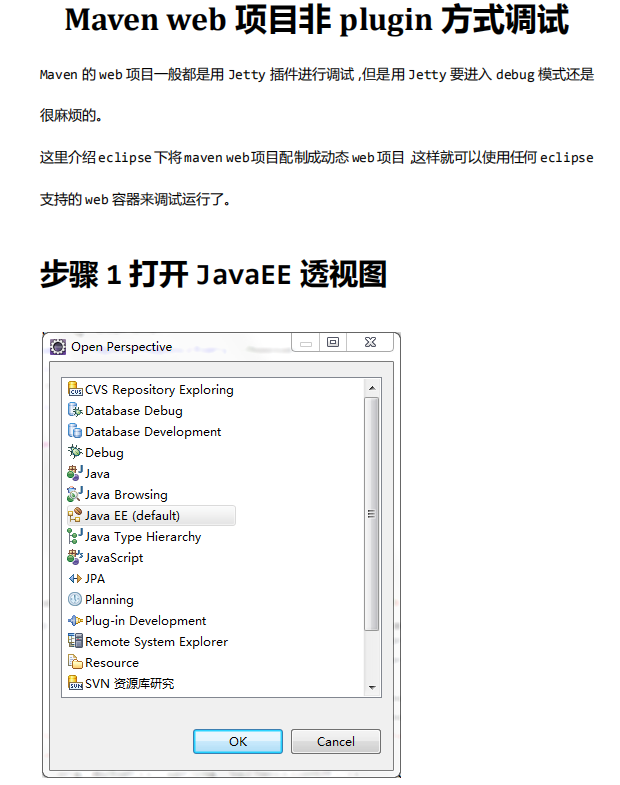 Maven web 项目非 plugin 方式调试
Maven 的 web 项目一般都是用 Jetty 插件进行调试 ,但是用 Jetty 要进入 debug 模式还是
很麻烦的。
这里介绍 eclipse 下将 maven web 项目配制成动态 web 项目 ,这样就可以使用任何 eclipse
支持的 web 容器来调试运行了。
步骤 1 打开 JavaEE 透视图
Open Perspective
CVS Repository Exploring
Database Debug
Database Development
Debug
Java
Java Browsing
Java EE (default)
Java Type Hierarchy
JavaScript
JPA
Planning
Plug-in Development
Remote System Explorer
Resource
SVN 资源库研究
OK
Cancel